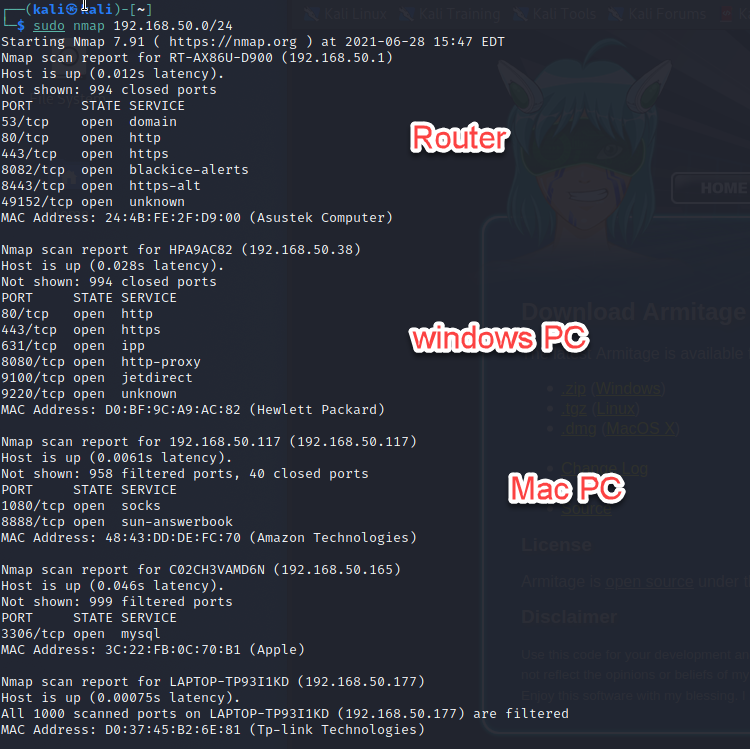 (kali㉿kali)-[~]
$ sudo nmap 192.168.50.0/24
Starting Nmap 7.91 ( https://nmap.org ) at 2021-06-28 15:47 EDT
Nmap scan report for RT-AX86U-D900 (192.168.50.1)
Host is up (0.012s latency).
Not shown: 994 closed ports
PORT STATE SERVICE
53/tcp open domain
80/tcp open http
443/tcp open https
8082/tcp open blackice-alerts
8443/tcp open https-alt
49152/tcp open unknown
MAC Address: 24:4B:FE:2F:D9:00 (Asustek Computer)
Router
Nmap scan report for HPA9AC82 (192.168.50.38)
Host is up (0.028s latency).
Not shown: 994 closed ports
PORT STATE SERVICE
80/tcp open http
443/tcp open https
631/tcp open ipp
8080/tcp open http-proxy
9100/tcp open jetdirect
9220/tcp open unknown
MAC Address: D0:BF:9C:A9:AC:82 (Hewlett Packard)
windows PC
Nmap scan report for 192.168.50.117 (192.168.50.117)
Host is up (0.0061s latency).
Not shown: 958 filtered ports, 40 closed ports
PORT STATE SERVICE
1080/tcp open socks
8888/tcp open sun-answerbook
MAC Address: 48:43:DD:DE:FC:70 (Amazon Technologies)
Mac PC
Nmap scan report for C02CH3VAMD6N (192.168.50.165)
Host is up (0.046s latency).
Not shown: 999 filtered ports
PORT STATE SERVICE
3306/tcp open mysql
MAC Address: 3C:22:FB:0C:70:B1 (Apple)
Nmap scan report for LAPTOP-TP93I1KD (192.168.50.177)
Host is up (0.00075s latency).
All 1000 scanned ports on LAPTOP-TP93I1KD (192.168.50.177) are filtered
MAC Address: D0:37:45:B2:6E:81 (Tp-link Technologies)
Kali Linux
Kali Training
Kali Tools
Kali Forums
HOME
Download Armitage
Armitage is available
.zip (Windows)
.tgz (Linux)
.dmg (MacOS X)
Change Log
Source
License
Armitage is open source under
Disclaimer
Use this code for your development
not reflect the opinions or beliefs of my
Enjoy this software with my blessing.